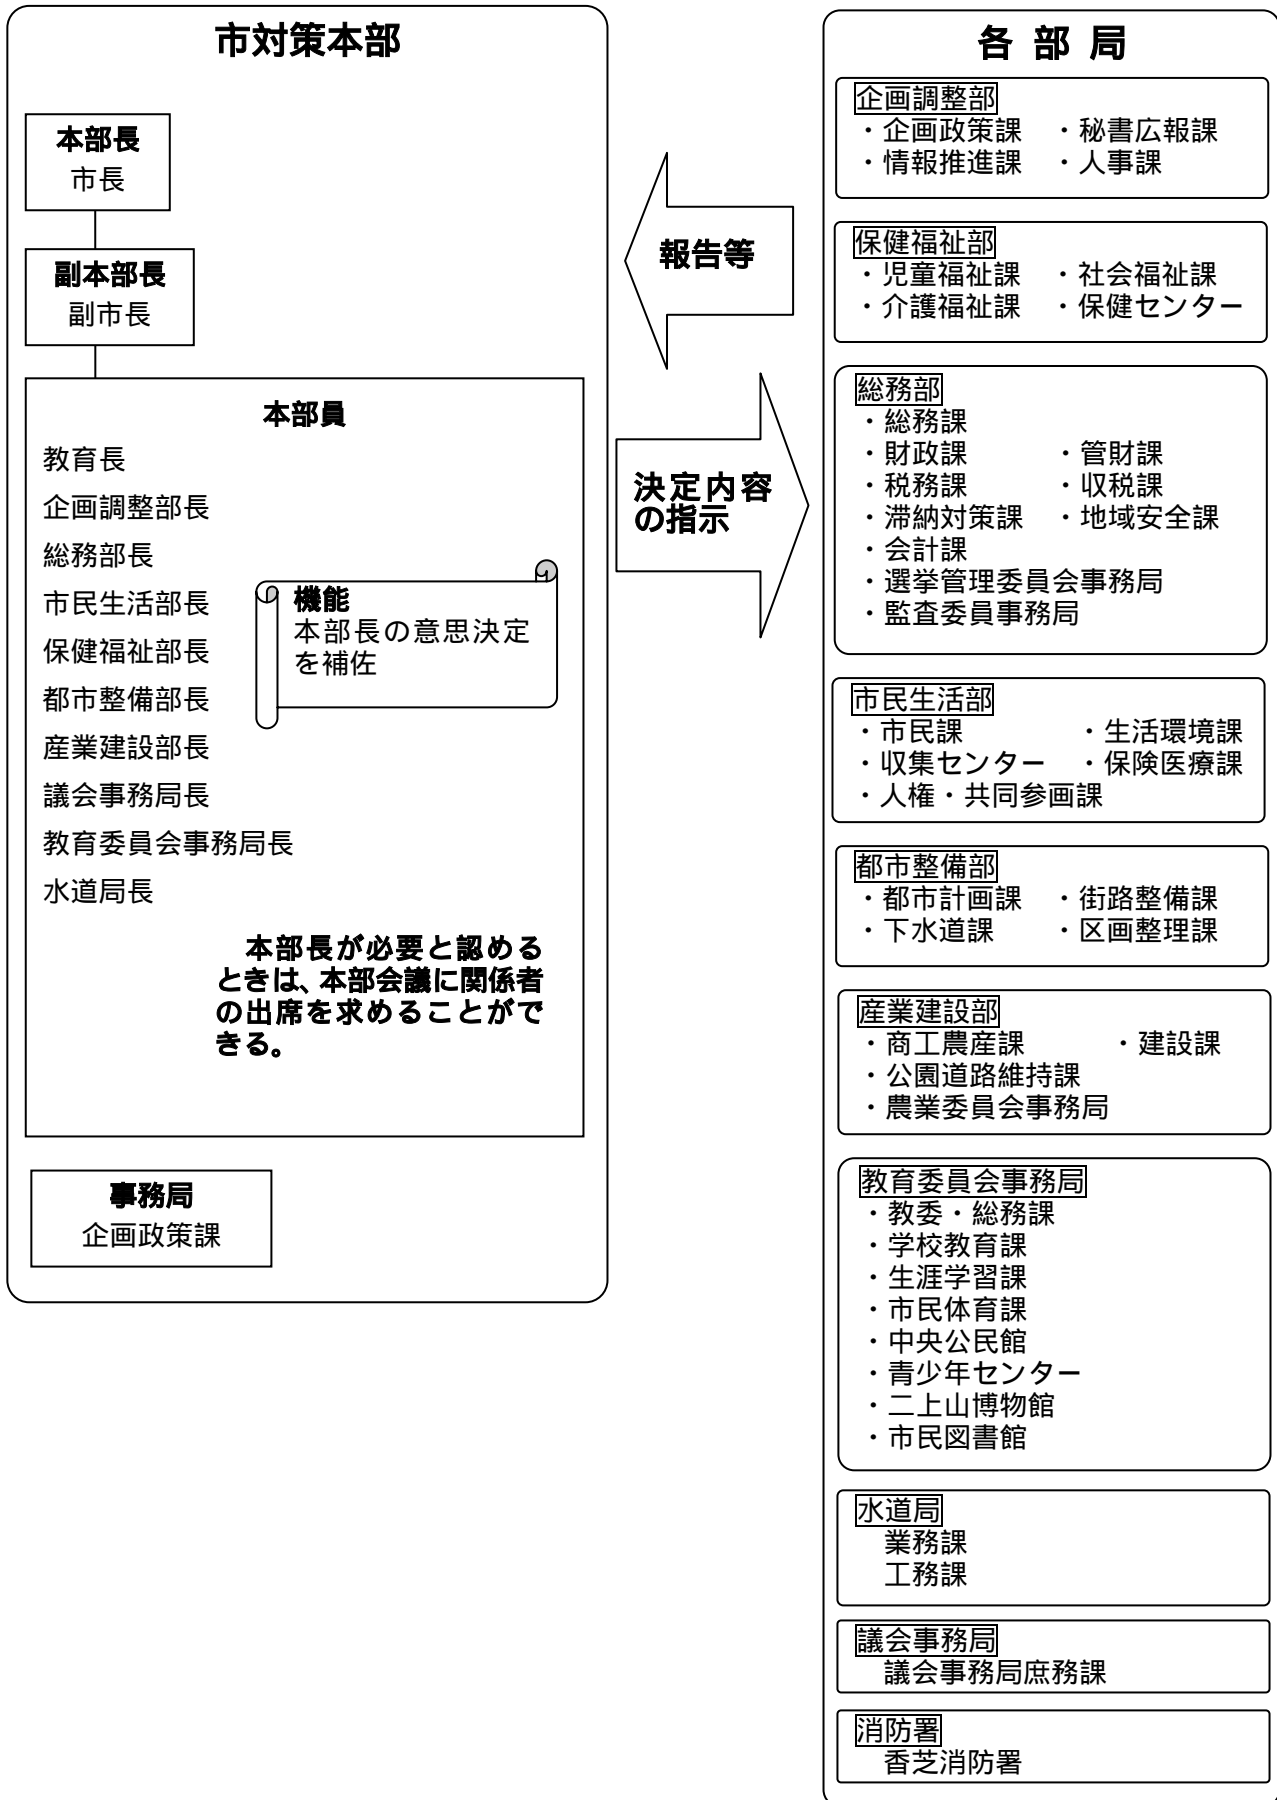 市対策本部
本部長
市長
副本部長
副市長
本部員
教育長
企画調整部長
総務部長
市民生活部長
保健福祉部長
都市整備部長
産業建設部長
議会事務局長
教育委員会事務局長
水道局長
機能
本部長の意思決定
を補佐
本部長が必要と認める
ときは、本部会議に関係者
の出席を求めることがで
きる。
事務局
企画政策課
報告等
決定内容
の指示
各部局
企画調整部
・企画政策課 ・秘書広報課
・情報推進課 ・人事課
保健福祉部
・児童福祉課 ・社会福祉課
・介護福祉課 ・保健センター
総務部
・総務課
・財政課 ・管財課
・税務課 ・収税課
・滞納対策課 ・地域安全課
・会計課
・選挙管理委員会事務局
・監査委員事務局
市民生活部
・市民課 ・生活環境課
・収集センター ・保険医療課
・人権・共同参画課
都市整備部
・都市計画課 ・街路整備課
・下水道課 ・区画整理課
産業建設部
・商工農産課 ・建設課
・公園道路維持課
・農業委員会事務局
教育委員会事務局
・教委・総務課
・学校教育課
・生涯学習課
・市民体育課
・中央公民館
・青少年センター
・二上山博物館
・市民図書館
水道局
業務課
工務課
議会事務局
議会事務局庶務課
消防署
香芝消防署